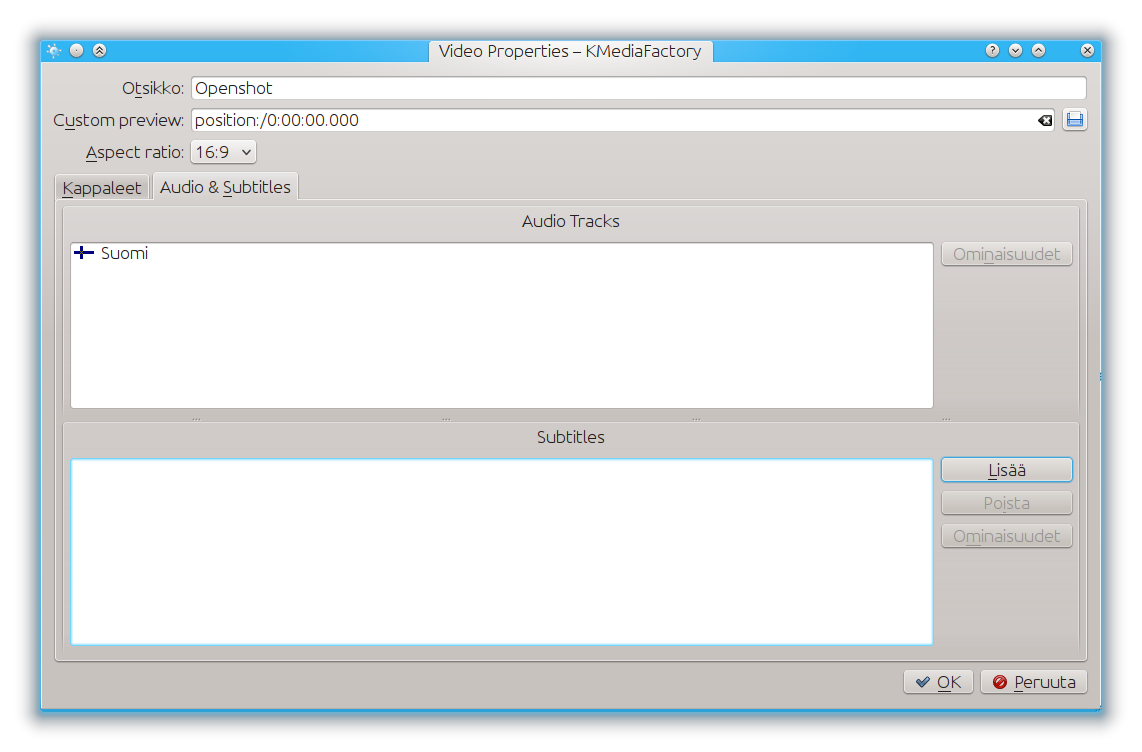 Video Properties – KMediaFactory
Otsikko: Openshot
Custom preview: position:/0:00:00.000
Aspect ratio: 16:9
Kappaleet Audio & Subtitles
Audio Tracks
Suomi Ominaisuudet
Subtitles
Lisää
Poista
Ominaisuudet
OK Peruuta